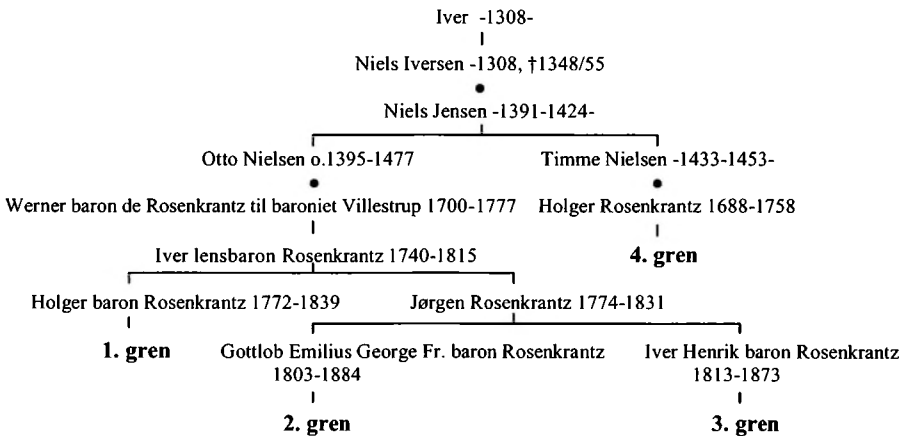 Iver -1308-
Niels Iversen -1308, †1348/55
Niels Jensen -1391-1424-
Otto Nielsen o.1395-1477
Timme Nielsen -1433-1453-
Werner baron de Rosenkrantz til baroniet Villestrup 1700-1777
Holger Rosenkrantz 1688-1758
Iver lensbaron Rosenkrantz 1740-1815
4. gren
Holger baron Rosenkrantz 1772-1839
Jørgen Rosenkrantz 1774-1831
1. gren
Gottlob Emilius George Fr. baron Rosenkrantz
1803-1884
Iver Henrik baron Rosenkrantz
1813-1873
2. gren
3. gren